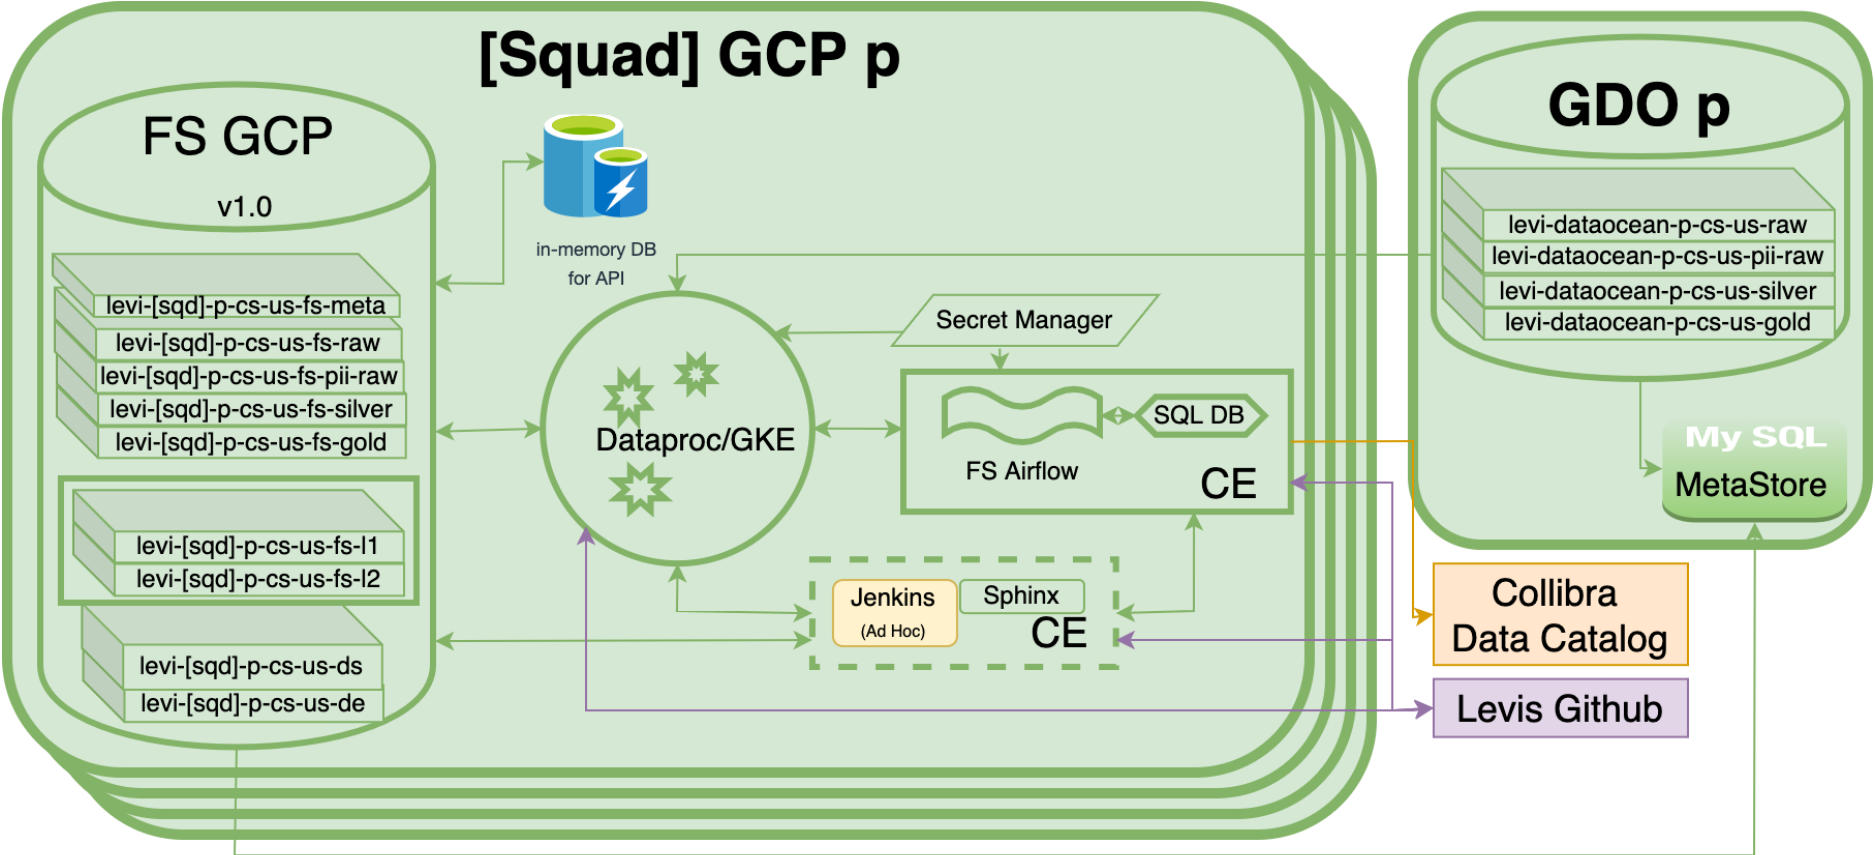 [Squad] GCP p
FS GCP
v1.0
levi-[sqd]-p-cs-us-fs-meta
levi-[sqd]-p-cs-us-fs-raw
levi-[sqd]-p-cs-us-fs-pii-raw
levi-[sqd]-p-cs-us-fs-silver
levi-[sqd]-p-cs-us-fs-gold
levi-[sqd]-p-cs-us-fs-l1
levi-[sqd]-p-cs-us-fs-l2
levi-[sqd]-p-cs-us-ds
levi-[sqd]-p-cs-us-de
in-memory DB
for API
Secret Manager
Dataproc/GKE
SQL DB
FS Airflow
CE
Jenkins
(Ad Hoc)
Sphinx
CE
GDO p
levi-dataocean-p-cs-us-raw
levi-dataocean-p-cs-us-pii-raw
levi-dataocean-p-cs-us-silver
levi-dataocean-p-cs-us-gold
My SQL
MetaStore
Collibra
Data Catalog
Levis Github